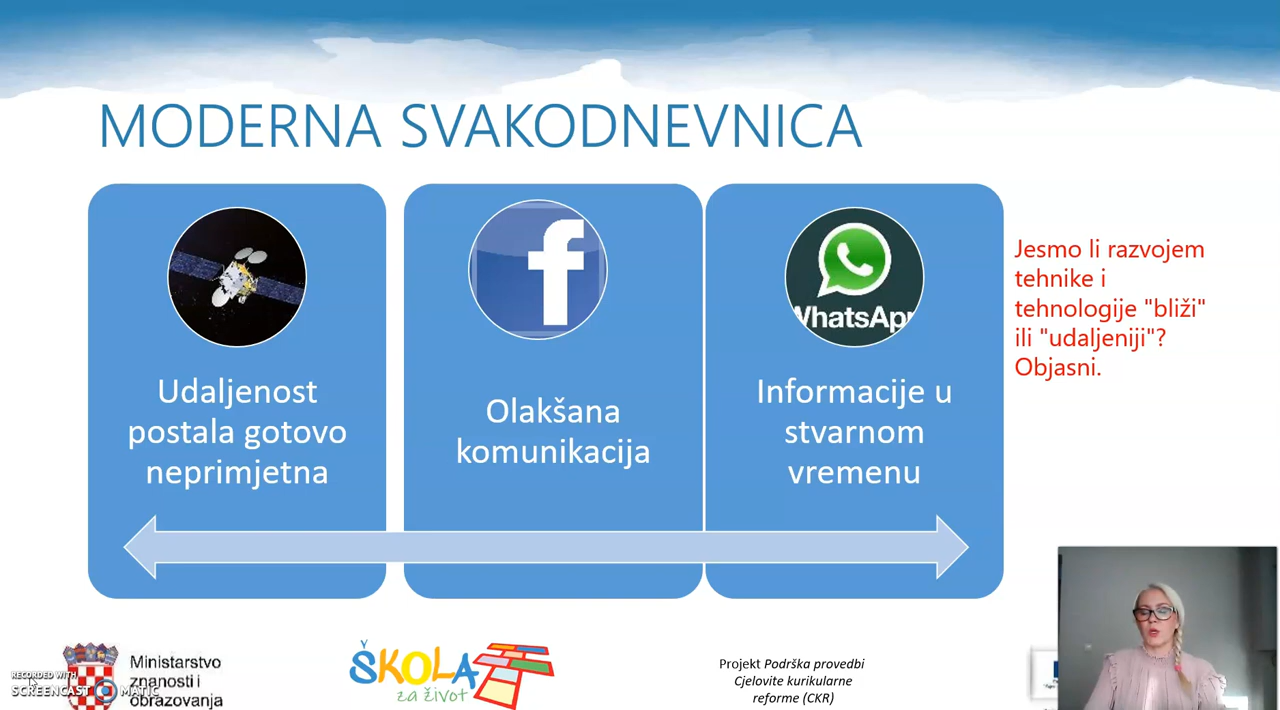 MODERNA SVAKODNEVNICA
Udaljenost
postala gotovo
neprimjetna
f
Olakšana
komunikacija
WhatsApp
Informacije u
stvarnom
vremenu
Jesmo li razvojem
tehnike i
tehnologije "bliži"
ili "udaljeniji"?
Objasni.
Ministarstvo
znanosti i
obrazovanja
RECORDED WITH
SCREENCAST MATIC
ŠKOLA
za život
Projekt Podrška provedbi
Cjelovite kurikularne
reforme (CKR)